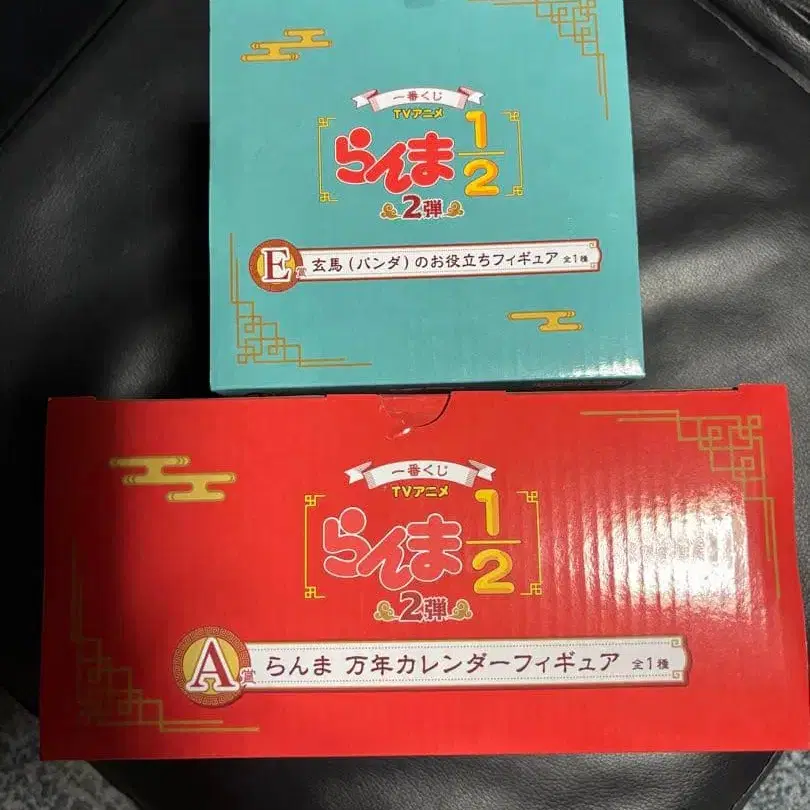 一番くじ
TVアニメ
らんま1/2
2弾
E賞 玄馬(パンダ)のお役立ちフィギュア 全1種
一番くじ
TVアニメ
らんま1/2
2弾
A賞 らんま 万年カレンダーフィギュア 全1種